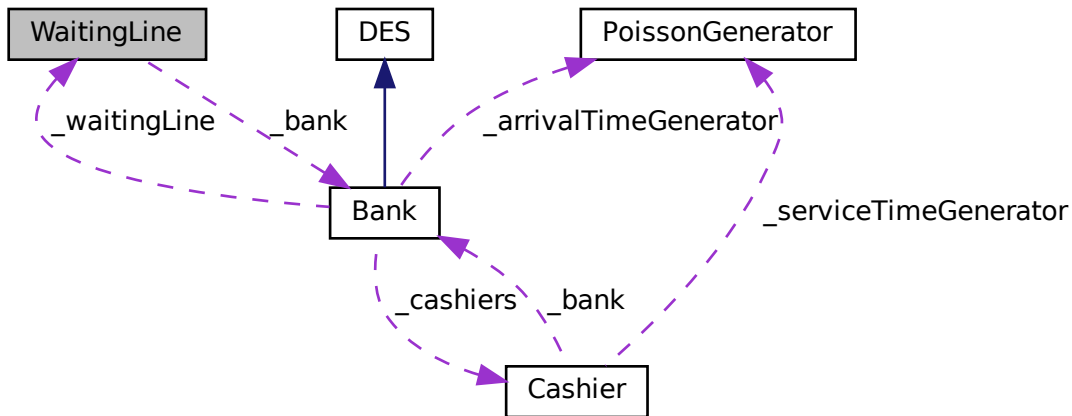 WaitingLine
DES
PoissonGenerator
_waitingLine
_bank
_arrivalTimeGenerator
Bank
_serviceTimeGenerator
_cashiers
_bank
Cashier